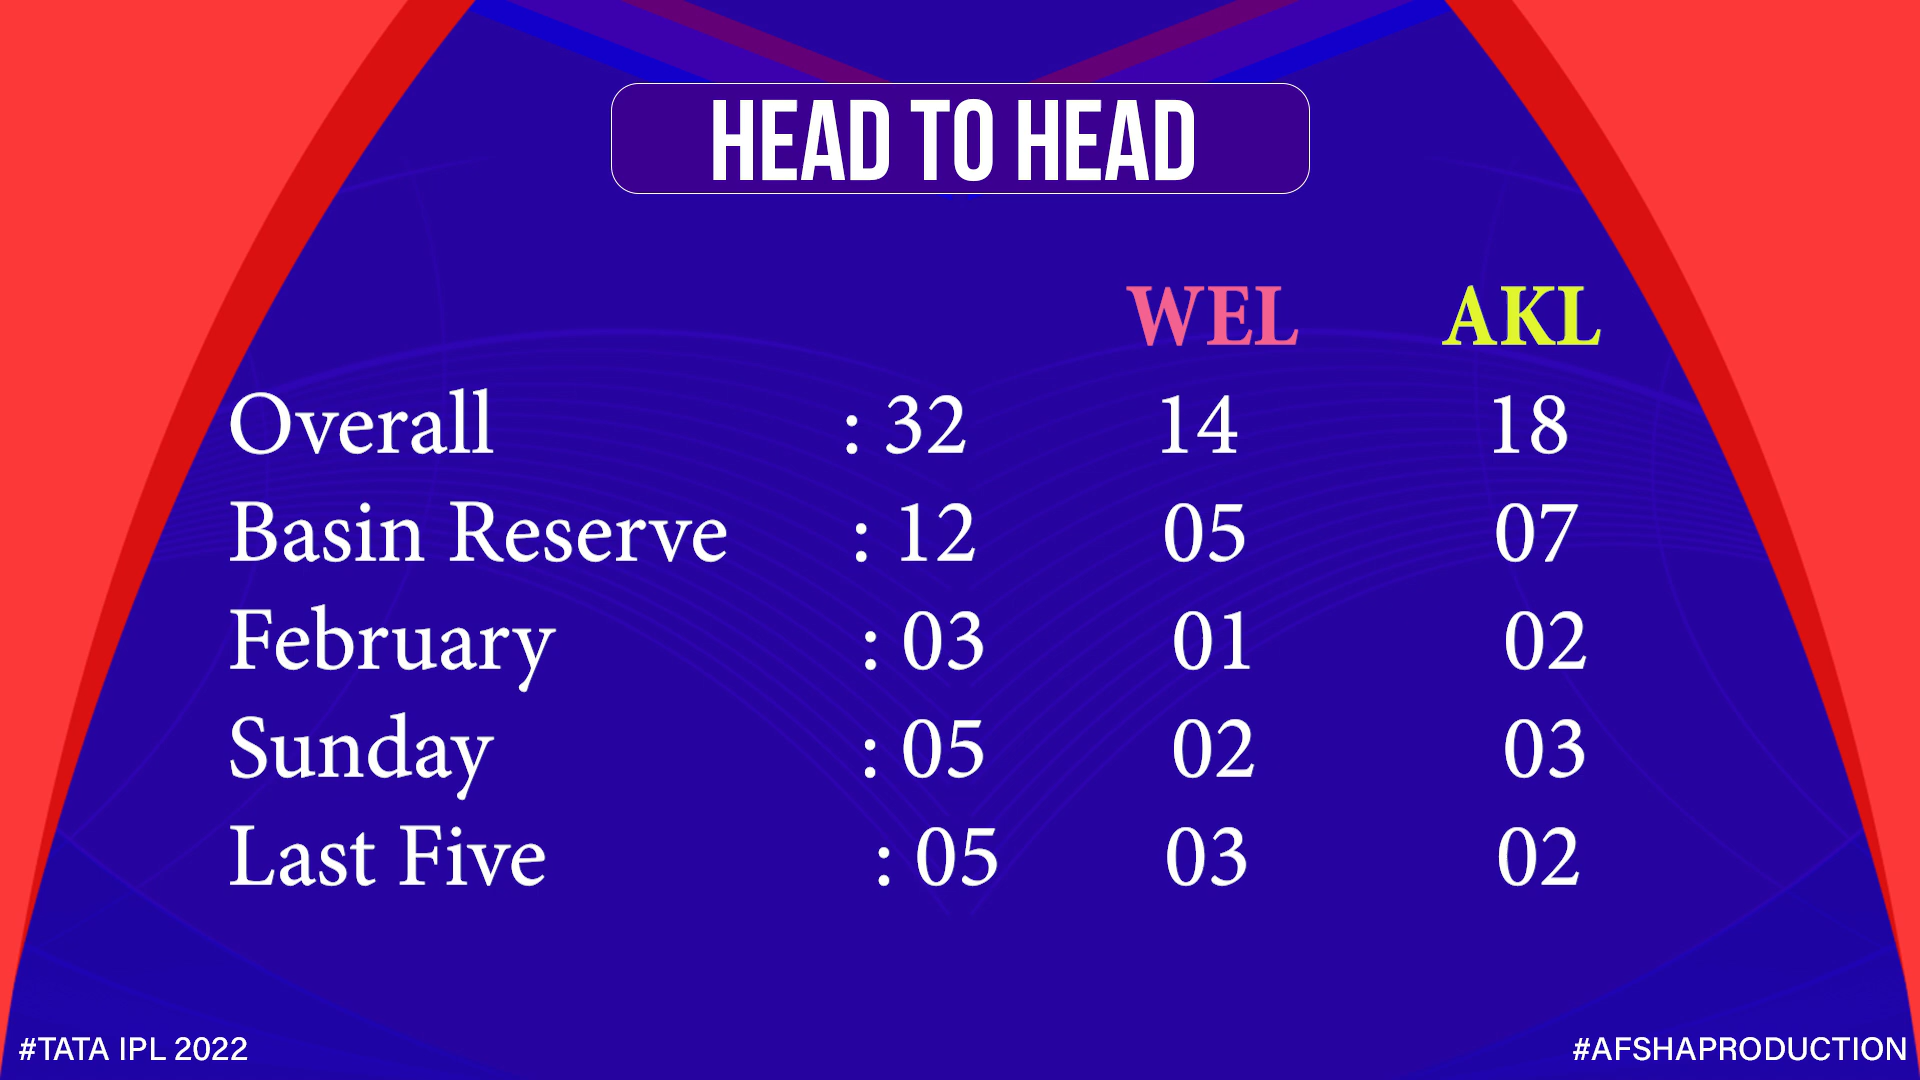 HEAD TO HEAD
WEL AKL
Overall : 32 14 18
Basin Reserve : 12 05 07
February : 03 01 02
Sunday : 05 02 03
Last Five : 05 03 02
#TATA IPL 2022 #AFSHAPRODUCTION